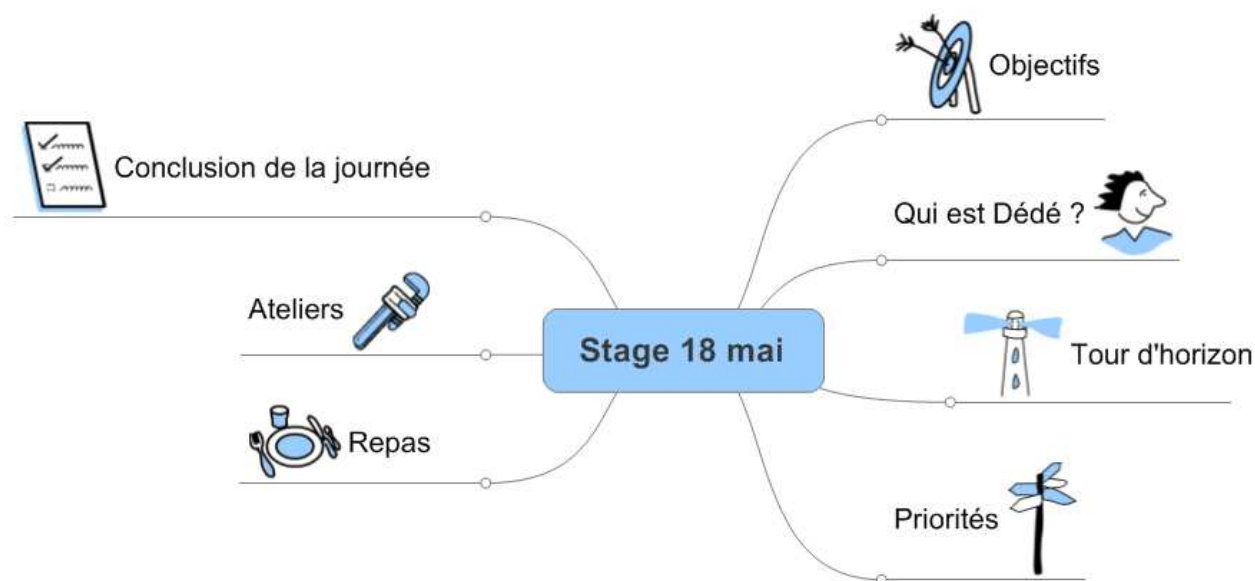 Objectifs
Conclusion de la journée
Qui est Dédé ?
Ateliers
Stage 18 mai
Tour d'horizon
Repas
Priorités